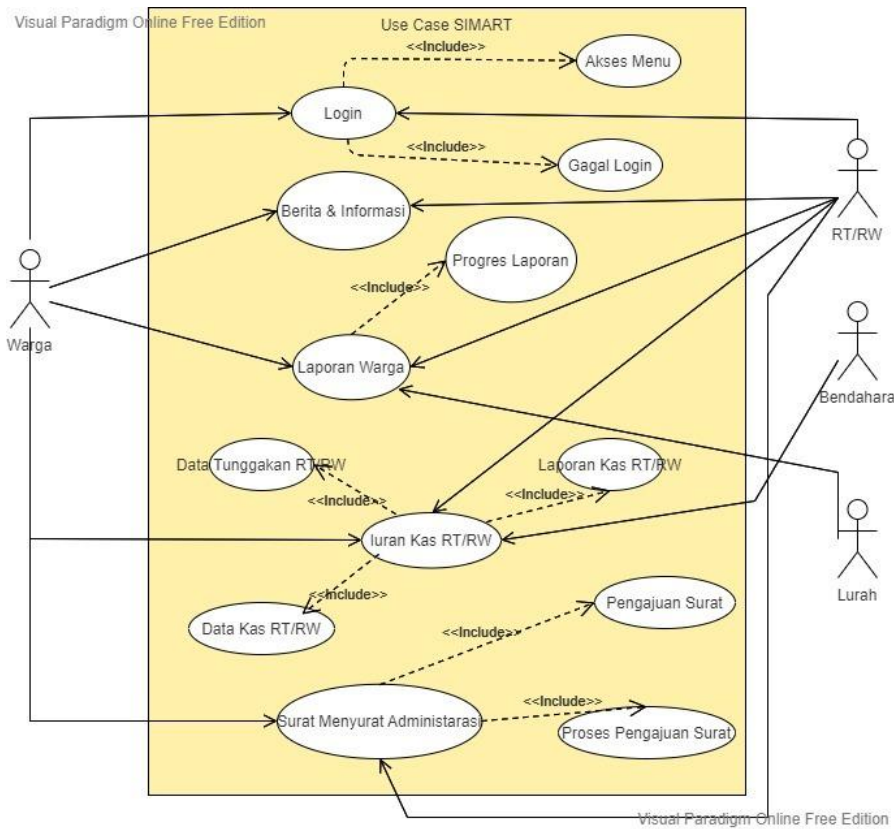 Visual Paradigm Online Free Edition
Use Case SIMART
<<Include>>
Akses Menu
Login
<<Include>>
Gagal Login
Berita & Informasi
RT/RW
Progres Laporan
<<Include>>
Warga
Laporan Warga
Bendahara
Data Tunggakan RT/RW
Laporan Kas RT/RW
<<Include>>
<<Include>>
Iuran Kas RT/RW
<<Include>>
Lurah
Pengajuan Surat
Data Kas RT/RW
<<Include>>
<<Include>>
Surat Menyurat Administarasi
Proses Pengajuan Surat
Visual Paradigm Online Free Edition